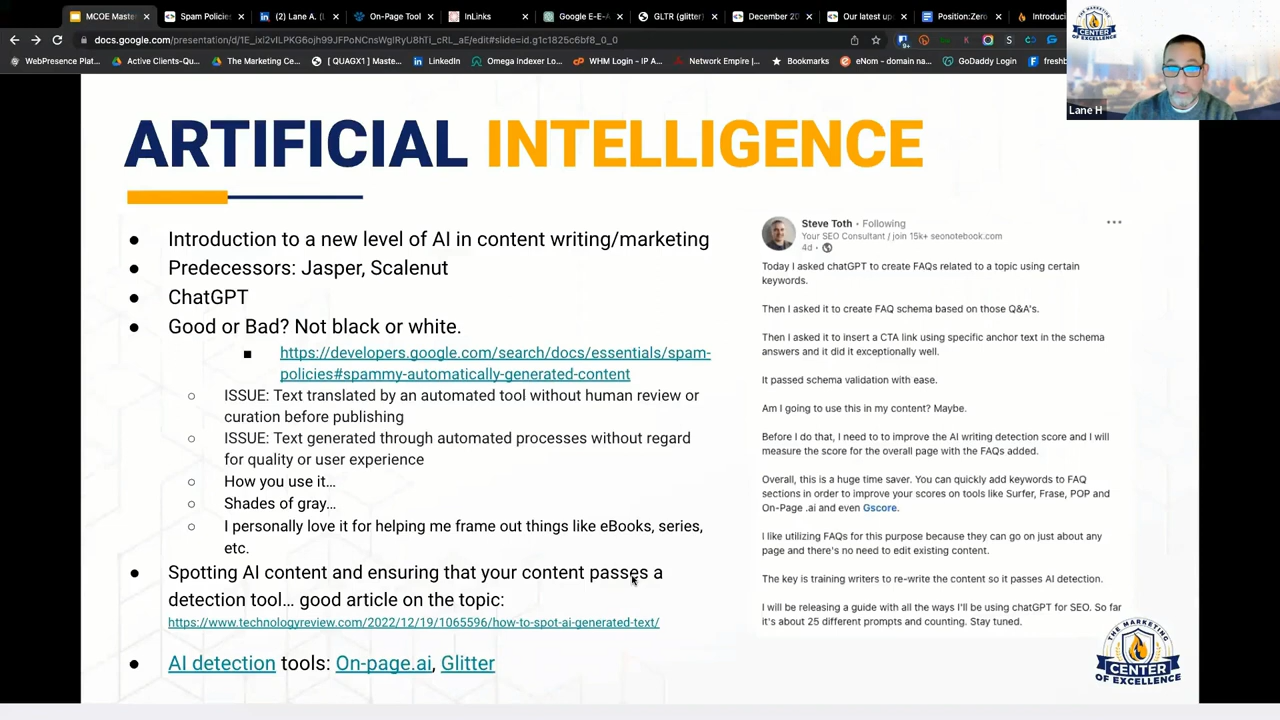 MCOE Master
Spam Policies
(2) Lane A. (
On-Page Tool
InLinks
Google E-E-A
GLTR (glitter)
December 20
Our latest up
Position:Zero
Introduci
docs.google.com/presentation/d/1E_ixl2vILPKG6ojh99JFPoNCnsWgIWUt8hTi_cRL_aE/edit#slide=id.g1c1825c6bf8_0_0
WebPresence Plat...
Active Clients-Qu...
The Marketing Ce...
[ QUAGX1 ] Maste...
LinkedIn
Omega Indexer Lo...
WHM Login – IP A...
Network Empire |...
Bookmarks
eNom - domain na...
GoDaddy Login
freshb
CENTER
OF EXCELLENCE
Lane H
ARTIFICIAL INTELLIGENCE
● Introduction to a new level of AI in content writing/marketing
● Predecessors: Jasper, Scalenut
● ChatGPT
● Good or Bad? Not black or white.
■ https://developers.google.com/search/docs/essentials/spam-
policies#spammy-automatically-generated-content
○ ISSUE: Text translated by an automated tool without human review or
curation before publishing
○ ISSUE: Text generated through automated processes without regard
for quality or user experience
○ How you use it...
○ Shades of gray...
○ I personally love it for helping me frame out things like eBooks, series,
etc.
● Spotting AI content and ensuring that your content passes a
detection tool... good article on the topic:
https://www.technologyreview.com/2022/12/19/1065596/how-to-spot-ai-generated-text/
● AI detection tools: On-page.ai, Glitter
Steve Toth • Following
Your SEO Consultant / join 15k+ seonotebook.com
4d •
Today I asked chatGPT to create FAQs related to a topic using certain
keywords.
Then I asked it to create FAQ schema based on those Q&A's.
Then I asked it to insert a CTA link using specific anchor text in the schema
answers and it did it exceptionally well.
It passed schema validation with ease.
Am I going to use this in my content? Maybe.
Before I do that, I need to to improve the AI writing detection score and I will
measure the score for the overall page with the FAQs added.
Overall, this is a huge time saver. You can quickly add keywords to FAQ
sections in order to improve your scores on tools like Surfer, Frase, POP and
On-Page .ai and even Gscore.
I like utilizing FAQs for this purpose because they can go on just about any
page and there's no need to edit existing content.
The key is training writers to re-write the content so it passes AI detection.
I will be releasing a guide with all the ways I'll be using chatGPT for SEO. So far
it's about 25 different prompts and counting. Stay tuned.
THE MARKETING
CENTER
OF EXCELLENCE